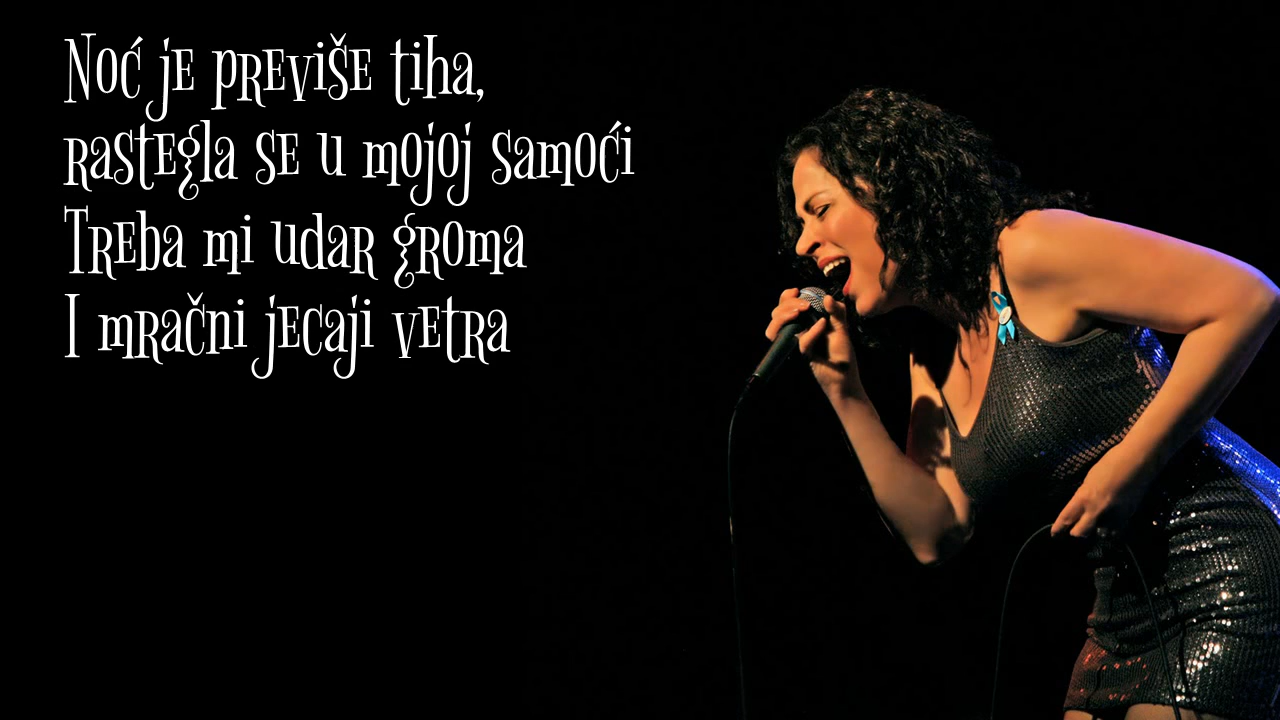 Noć je previše tiha,
rastegla se u mojoj samoći
Treba mi udar groma
I mračni jecaji vetra